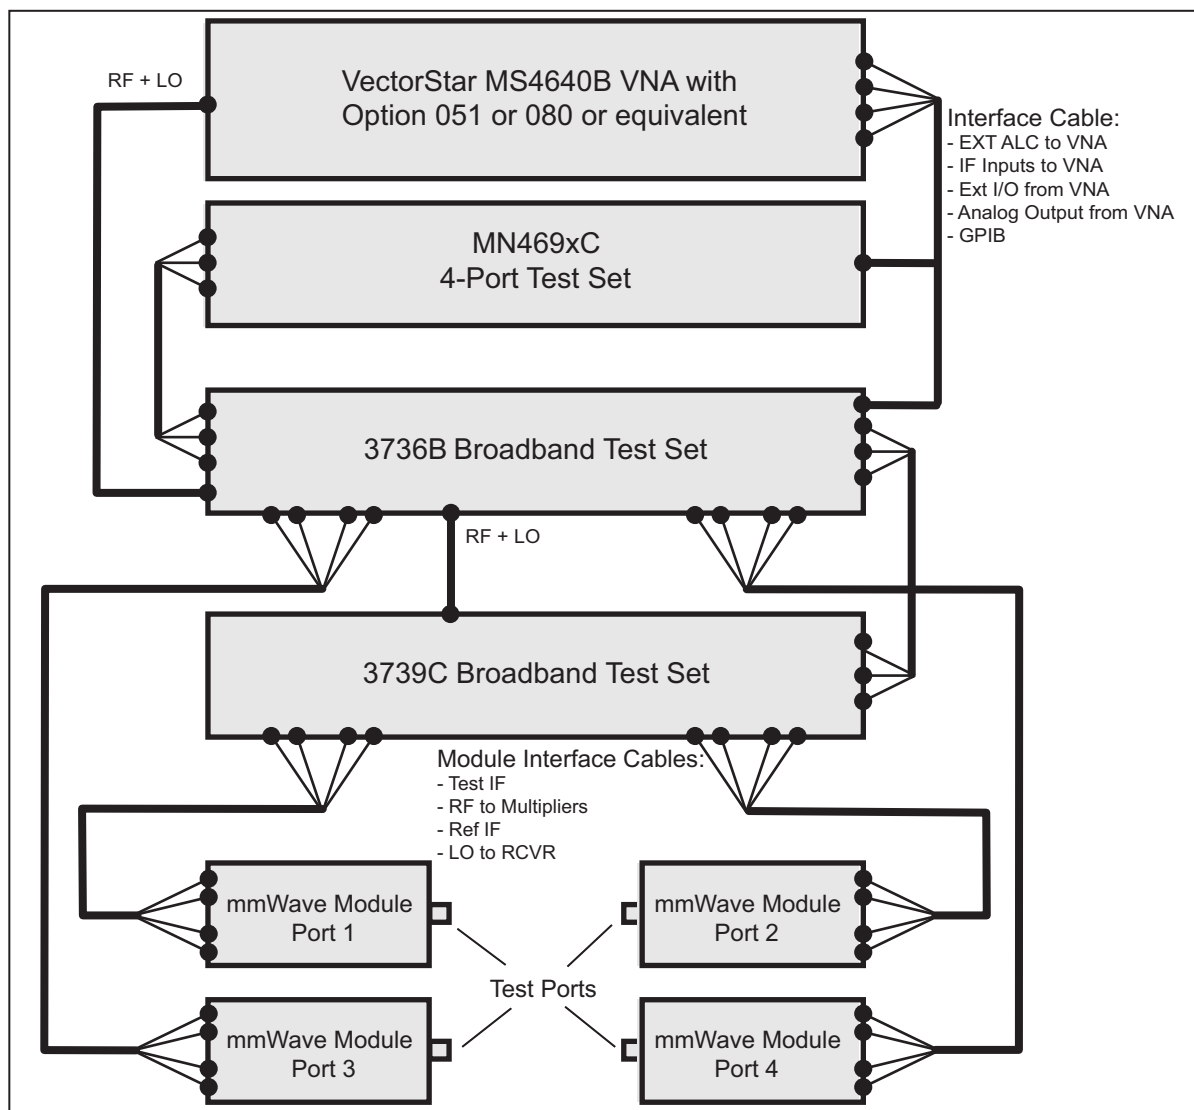 RF + LO
VectorStar MS4640B VNA with
Option 051 or 080 or equivalent
Interface Cable:
- EXT ALC to VNA
- IF Inputs to VNA
- Ext I/O from VNA
- Analog Output from VNA
- GPIB
MN469xC
4-Port Test Set
3736B Broadband Test Set
RF + LO
3739C Broadband Test Set
Module Interface Cables:
- Test IF
- RF to Multipliers
- Ref IF
- LO to RCVR
mmWave Module
Port 1
mmWave Module
Port 2
Test Ports
mmWave Module
Port 3
mmWave Module
Port 4